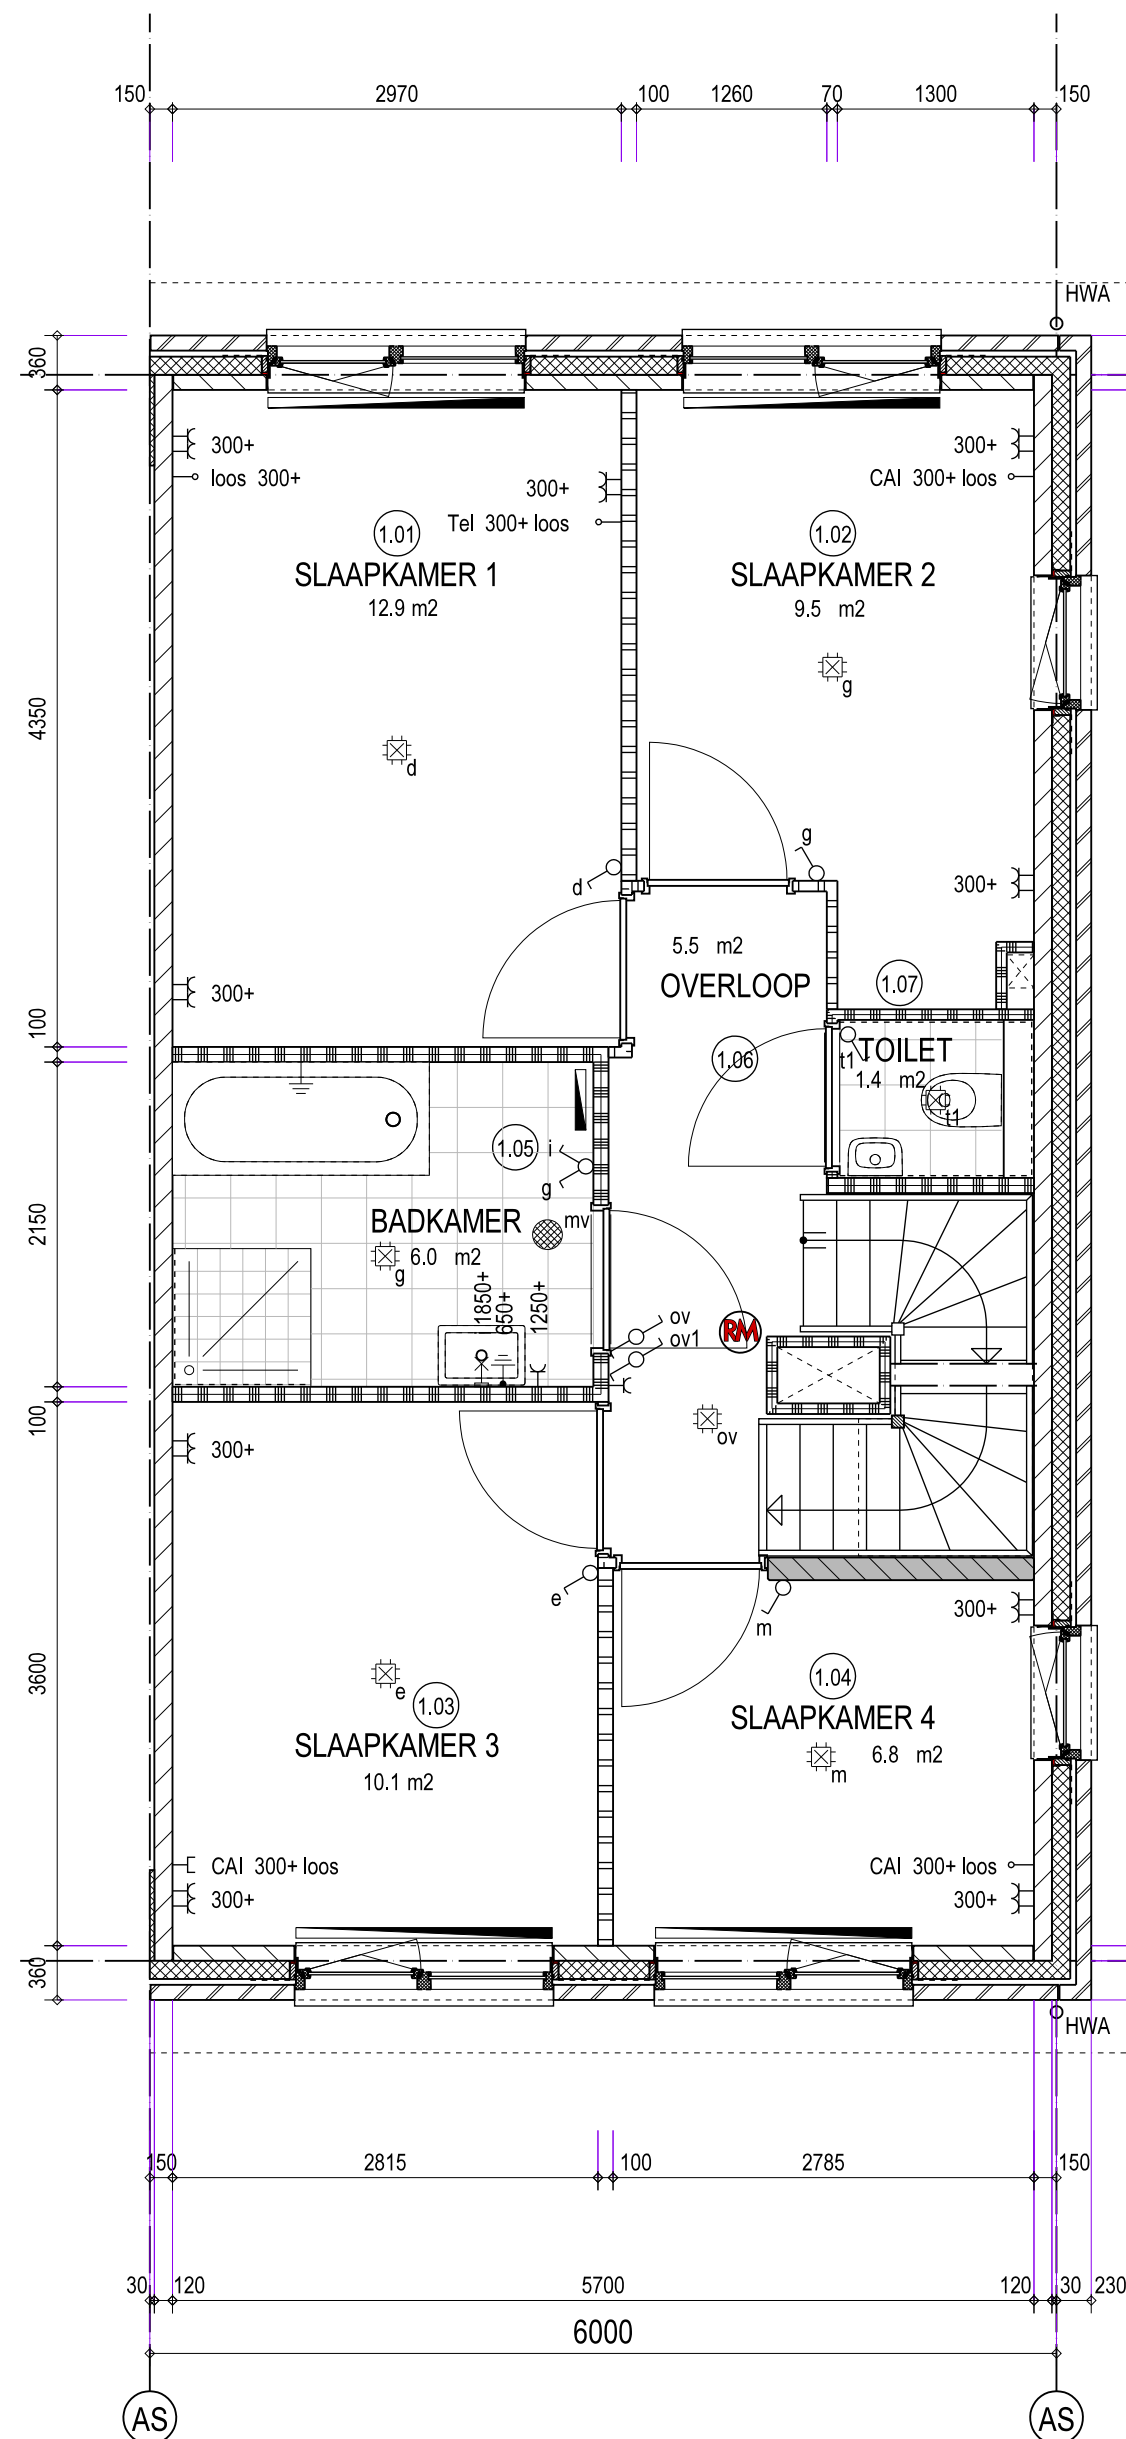 150 2970 100 1260 70 1300 150
HWA
360
300+ 300+
loos 300+ 300+ CAI 300+ loos
Tel 300+ loos
1.01 1.02
SLAAPKAMER 1 SLAAPKAMER 2
12.9 m2 9.5 m2
g
4350
d
g
d 300+
5.5 m2
OVERLOOP 1.07
300+
100
1.06 t1 TOILET
1.4 m2
t1
1.05 i
g
2150
BADKAMER mv
6.0 m2
g
1850+
650+
1250+
ov
ov1
RM
100
300+ ov
e
m 300+
3600
e 1.03 1.04
SLAAPKAMER 3 SLAAPKAMER 4
10.1 m2 6.8 m2
m
CAI 300+ loos CAI 300+ loos
300+ 300+
360
HWA
150 2815 100 2785 150
30 120 5700 120 30 230
6000
AS AS